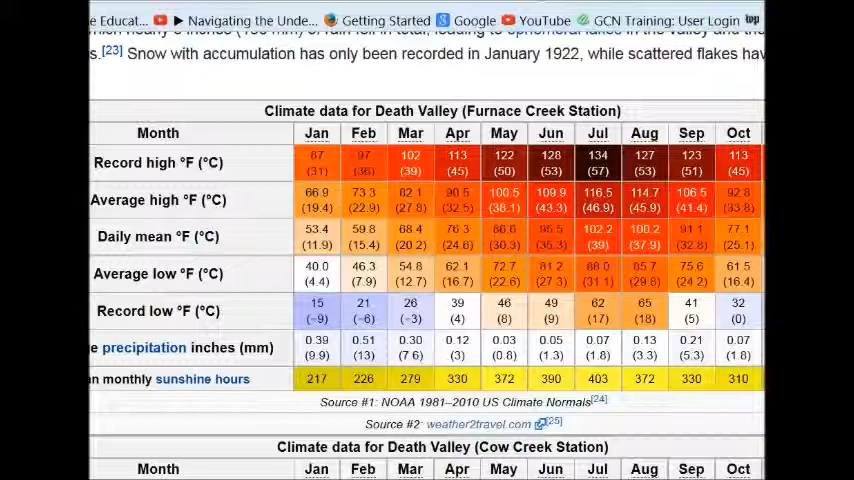 e Educat... Navigating the Unde... Getting Started Google YouTube GCN Training: User Login
s.[23] Snow with accumulation has only been recorded in January 1922, while scattered flakes hav
Climate data for Death Valley (Furnace Creek Station)
Month Jan Feb Mar Apr May Jun Jul Aug Sep Oct
Record high °F (°C) 87 (31) 97 (36) 102 (39) 113 (45) 122 (50) 128 (53) 134 (57) 127 (53) 123 (51) 113 (45)
Average high °F (°C) 66.9 (19.4) 73.3 (22.9) 82.1 (27.8) 90.5 (32.5) 100.5 (38.1) 109.9 (43.3) 116.5 (46.9) 114.7 (45.9) 106.5 (41.4) 92.8 (33.8)
Daily mean °F (°C) 53.4 (11.9) 59.8 (15.4) 68.4 (20.2) 76.3 (24.6) 86.6 (30.3) 95.5 (35.3) 102.2 (39) 100.2 (37.9) 91.1 (32.8) 77.1 (25.1)
Average low °F (°C) 40.0 (4.4) 46.3 (7.9) 54.8 (12.7) 62.1 (16.7) 72.7 (22.6) 81.2 (27.3) 88.0 (31.1) 85.7 (29.8) 75.6 (24.2) 61.5 (16.4)
Record low °F (°C) 15 (−9) 21 (−6) 26 (−3) 39 (4) 46 (8) 49 (9) 62 (17) 65 (18) 41 (5) 32 (0)
e precipitation inches (mm) 0.39 (9.9) 0.51 (13) 0.30 (7.6) 0.12 (3) 0.03 (0.8) 0.05 (1.3) 0.07 (1.8) 0.13 (3.3) 0.21 (5.3) 0.07 (1.8)
n monthly sunshine hours 217 226 279 330 372 390 403 372 330 310
Source #1: NOAA 1981–2010 US Climate Normals[24]
Source #2: weather2travel.com [25]
Climate data for Death Valley (Cow Creek Station)
Month Jan Feb Mar Apr May Jun Jul Aug Sep Oct